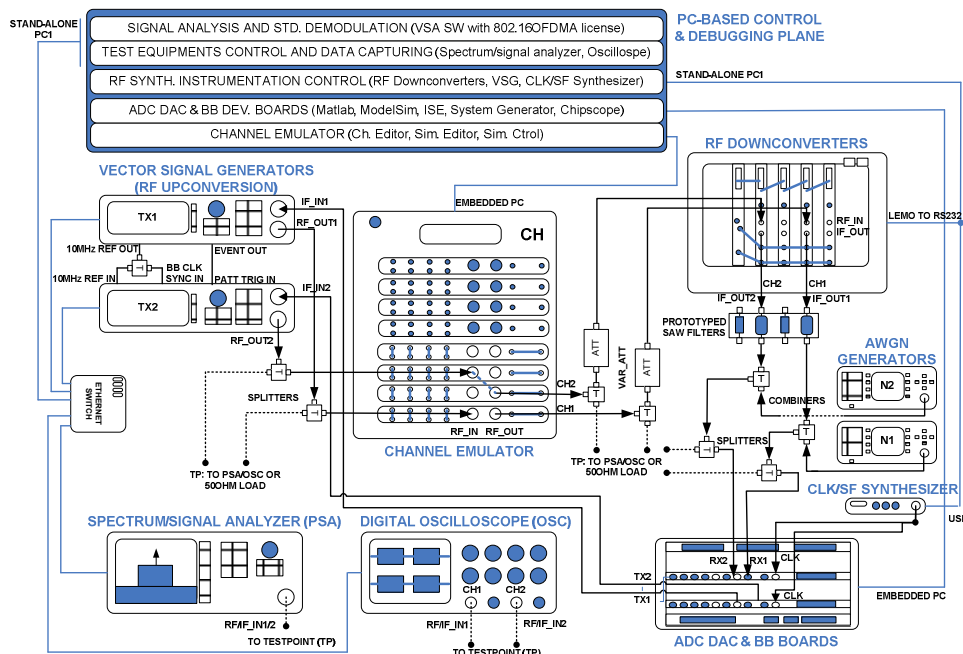 STAND-ALONE
PC1
SIGNAL ANALYSIS AND STD. DEMODULATION (VSA SW with 802.16OFDMA license)
TEST EQUIPMENTS CONTROL AND DATA CAPTURING (Spectrum/signal analyzer, Oscillospe)
RF SYNTH. INSTRUMENTATION CONTROL (RF Downconverters, VSG, CLK/SF Synthesizer)
ADC DAC & BB DEV. BOARDS (Matlab, ModelSim, ISE, System Generator, Chipscope)
CHANNEL EMULATOR (Ch. Editor, Sim. Editor, Sim. Ctrol)
PC-BASED CONTROL
& DEBUGGING PLANE
STAND-ALONE PC1
VECTOR SIGNAL GENERATORS
(RF UPCONVERSION)
TX1
IF_IN1
RF_OUT1
10MHz REF OUT
EVENT OUT
T
BB CLK
SYNC IN
10MHz REF IN
PATT TRIG IN
TX2
IF_IN2
RF_OUT2
EMBEDDED PC
CH
RF DOWNCONVERTERS
RF_IN
IF_OUT
LEMO TO RS232
CH2
CH1
IF_OUT2
IF_OUT1
PROTOTYPED
SAW FILTERS
ATT
VAR_ATT
ATT
AWGN
GENERATORS
N2
N1
T
COMBINERS
T
ETHERNET
SWITCH
T
SPLITTERS
T
CH2
CH1
T
T
RF_IN
RF_OUT
CHANNEL EMULATOR
TP: TO PSA/OSC OR
50OHM LOAD
TP: TO PSA/OSC OR
50OHM LOAD
T
SPLITTERS
T
CLK/SF SYNTHESIZER
USB
SPECTRUM/SIGNAL ANALYZER (PSA)
RF/IF_IN1/2
TO TESTPOINT (TP)
DIGITAL OSCILLOSCOPE (OSC)
CH1
CH2
RF/IF_IN1
RF/IF_IN2
TO TESTPOINT(TP)
RX2
RX1
CLK
TX2
TX1
CLK
EMBEDDED PC
ADC DAC & BB BOARDS